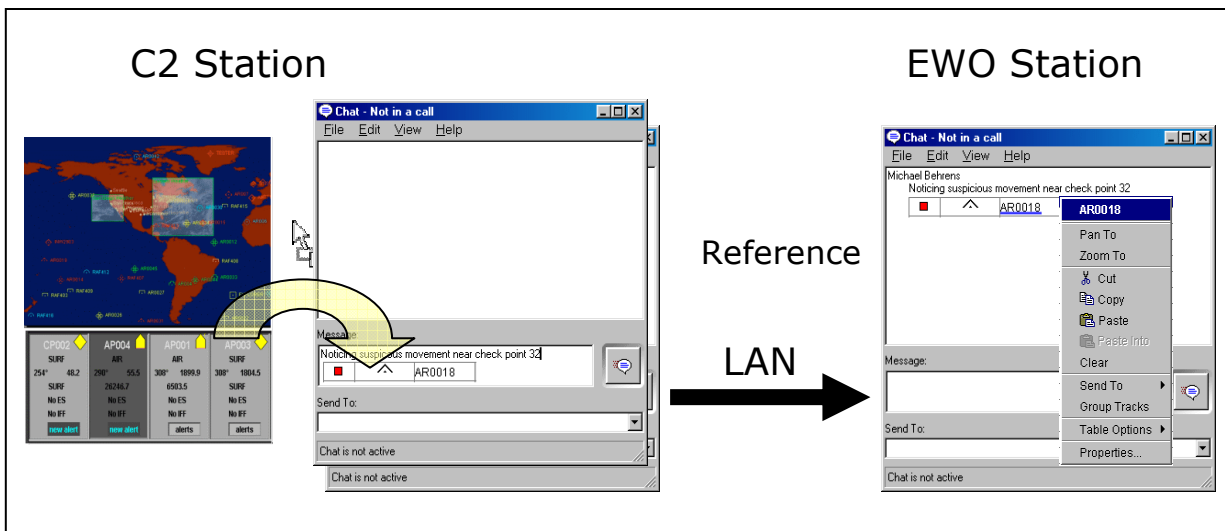 C2 Station
EWO Station
Chat - Not in a call
File Edit View Help
Message:
Noticing suspicious movement near check point 32
AR0018
Send To:
Chat is not active
Chat is not active
CP002
SURF
254° 48.2
SURF
No ES
No IFF
new alert
AP004
AIR
290° 55.5
26246.7
No ES
No IFF
new alert
AP001
AIR
308° 1899.9
6503.5
No ES
No IFF
alerts
AP003
SURF
308° 1804.5
SURF
No ES
No IFF
alerts
Reference
LAN
Chat - Not in a call
File Edit View Help
Michael Behrens
Noticing suspicious movement near check point 32
AR0018
AR0018
Pan To
Zoom To
Cut
Copy
Paste
Paste Into
Clear
Send To
Group Tracks
Table Options
Properties...
Message:
Send To:
Chat is not active